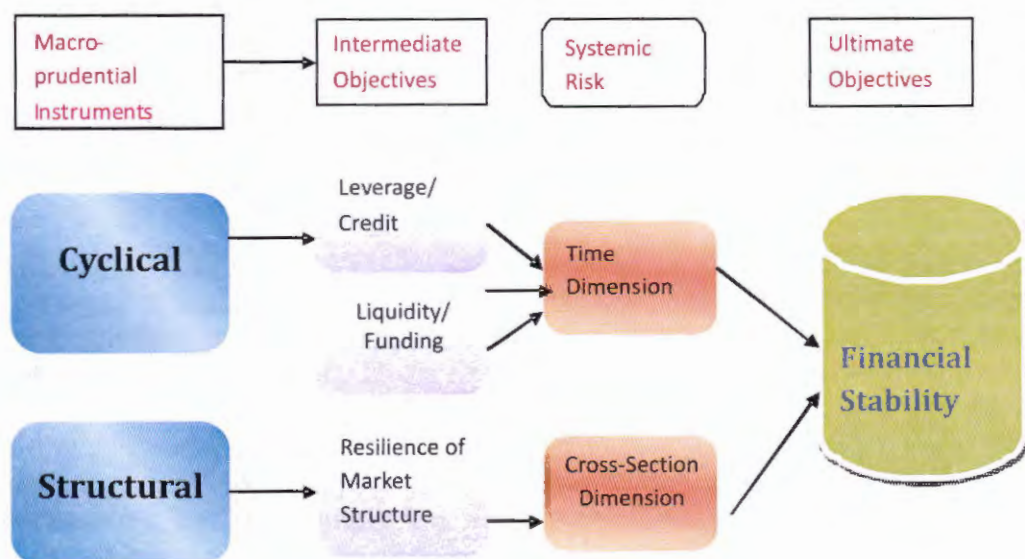 Macro-
prudential
Instruments
Intermediate
Objectives
Systemic
Risk
Ultimate
Objectives
Cyclical
Leverage/
Credit
Liquidity/
Funding
Time
Dimension
Financial
Stability
Structural
Resilience of
Market
Structure
Cross-Section
Dimension